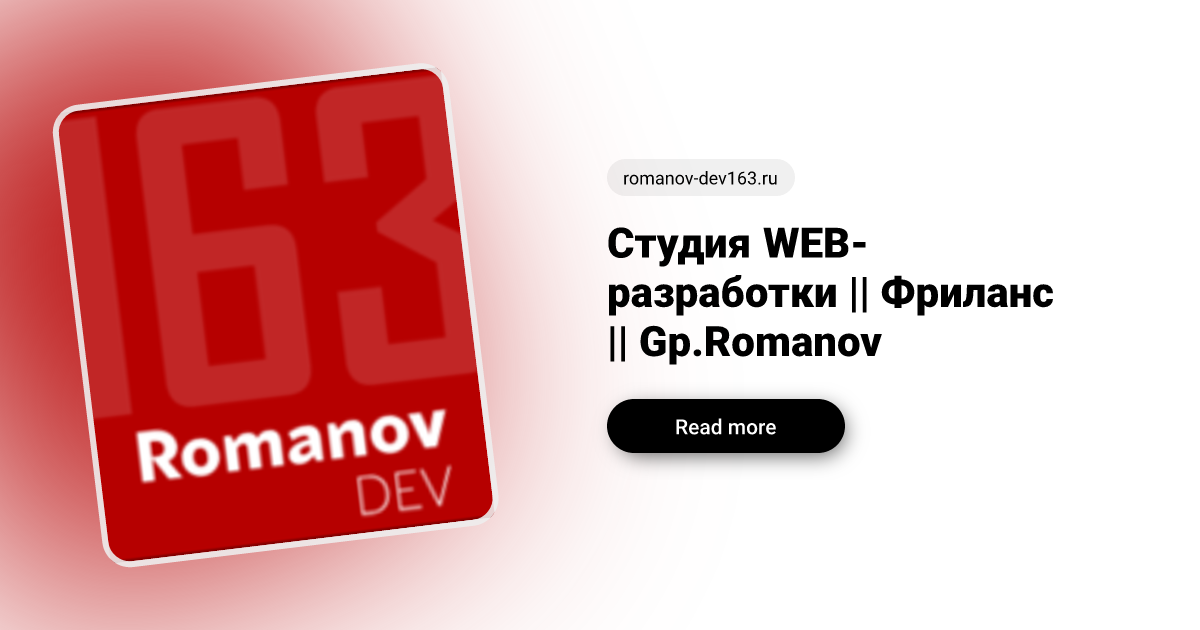 163
Romanov
DEV
romanov-dev163.ru
Студия WEB-
разработки || Фриланс
|| Gp.Romanov
Read more